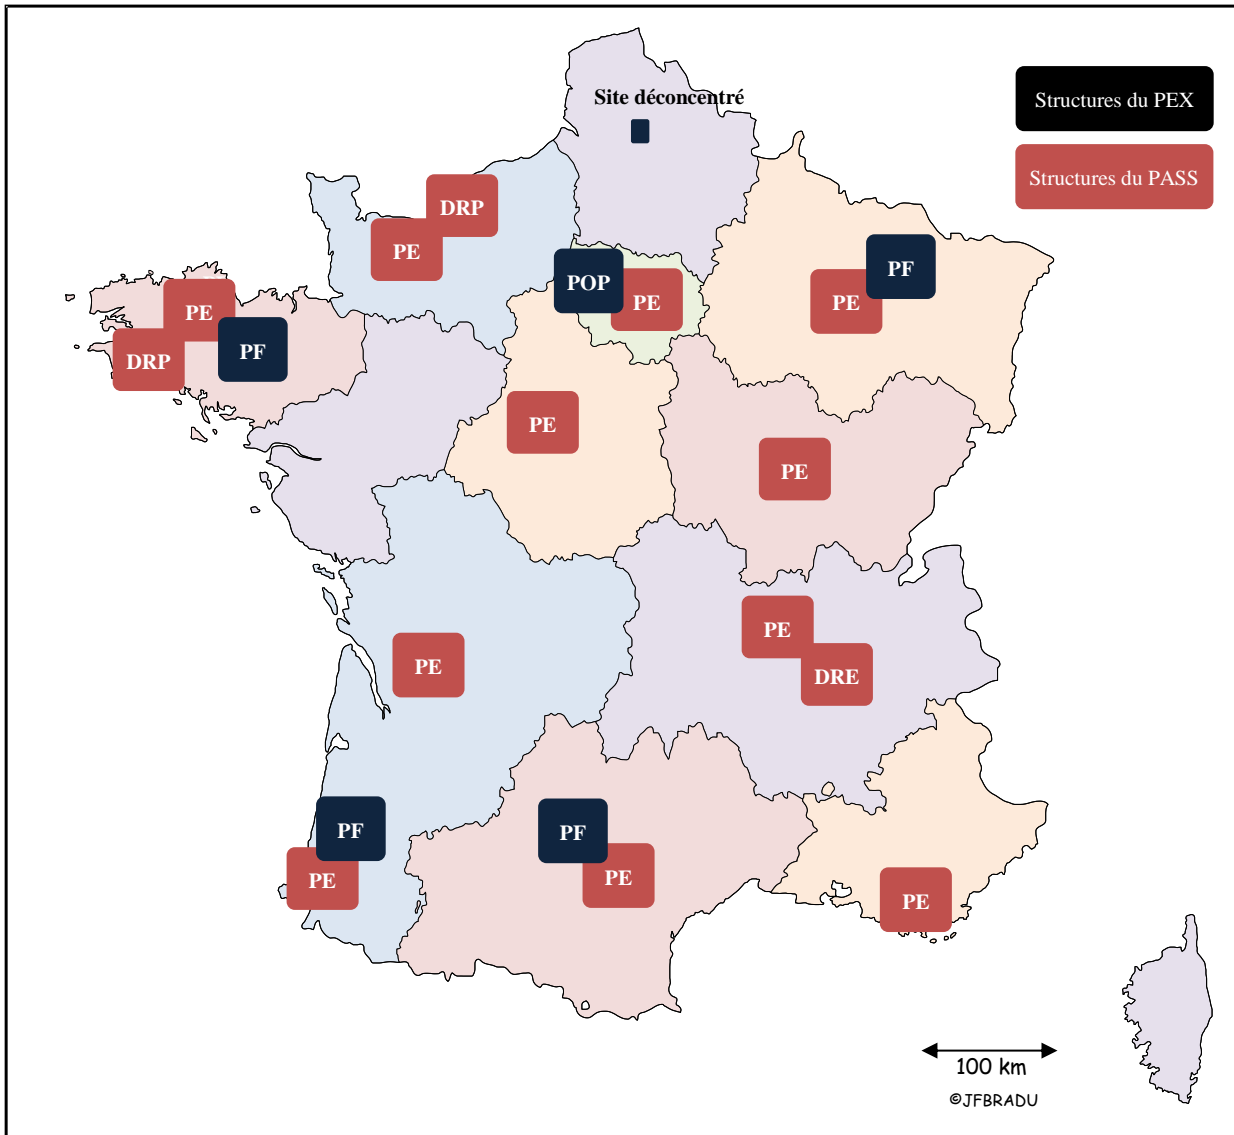 Site déconcentré
Structures du PEX
Structures du PASS
DRP
PE
POP
PE
PF
PE
PE
PF
DRP
PE
PE
PE
DRE
PE
PF
PE
PF
PE
PE
100 km
©JFBRADU